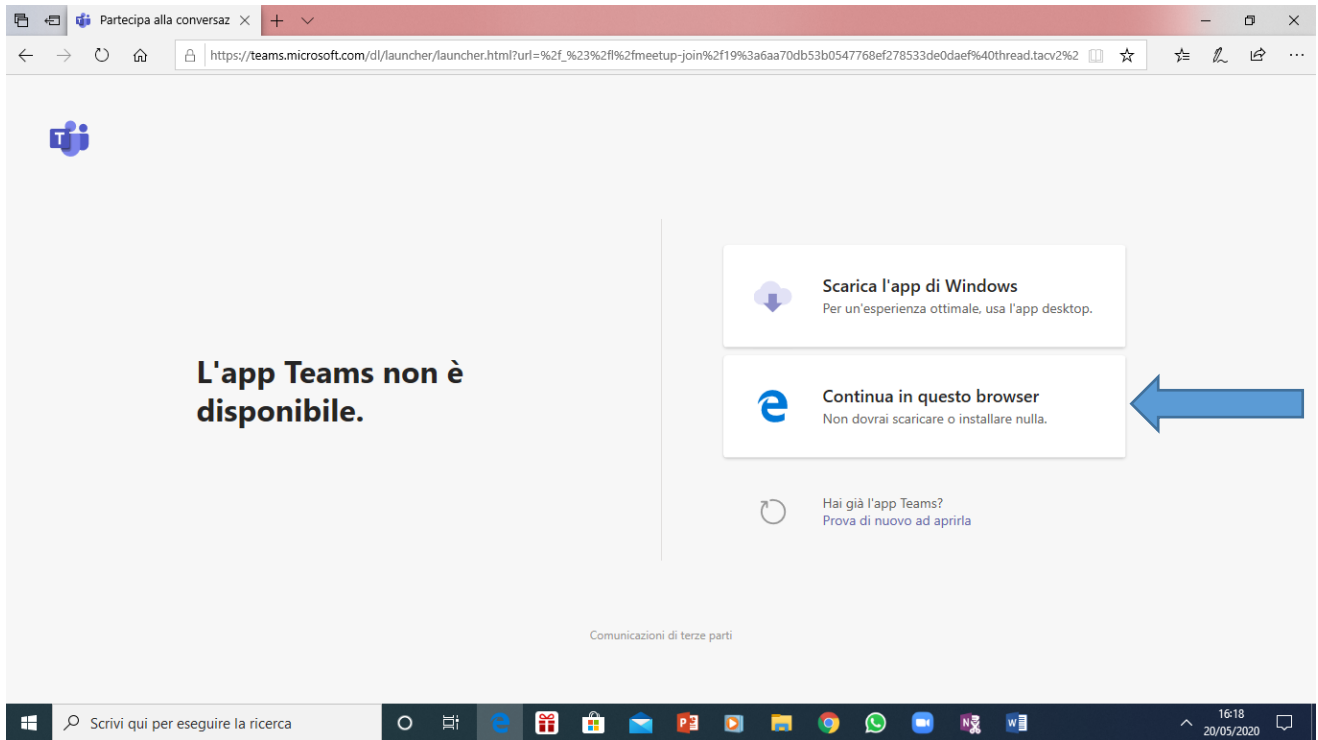 Partecipa alla conversaz
https://teams.microsoft.com/dl/launcher/launcher.html?url=%2f_%23%2fl%2fmeetup-join%2f19%3a6aa70db53b0547768ef278533de0daef%40thread.tacv2%2
T
Scarica l'app di Windows
Per un'esperienza ottimale, usa l'app desktop.
L'app Teams non è
disponibile.
Continua in questo browser
Non dovrai scaricare o installare nulla.
Hai già l'app Teams?
Prova di nuovo ad aprirla
Comunicazioni di terze parti
Scrivi qui per eseguire la ricerca
16:18
20/05/2020